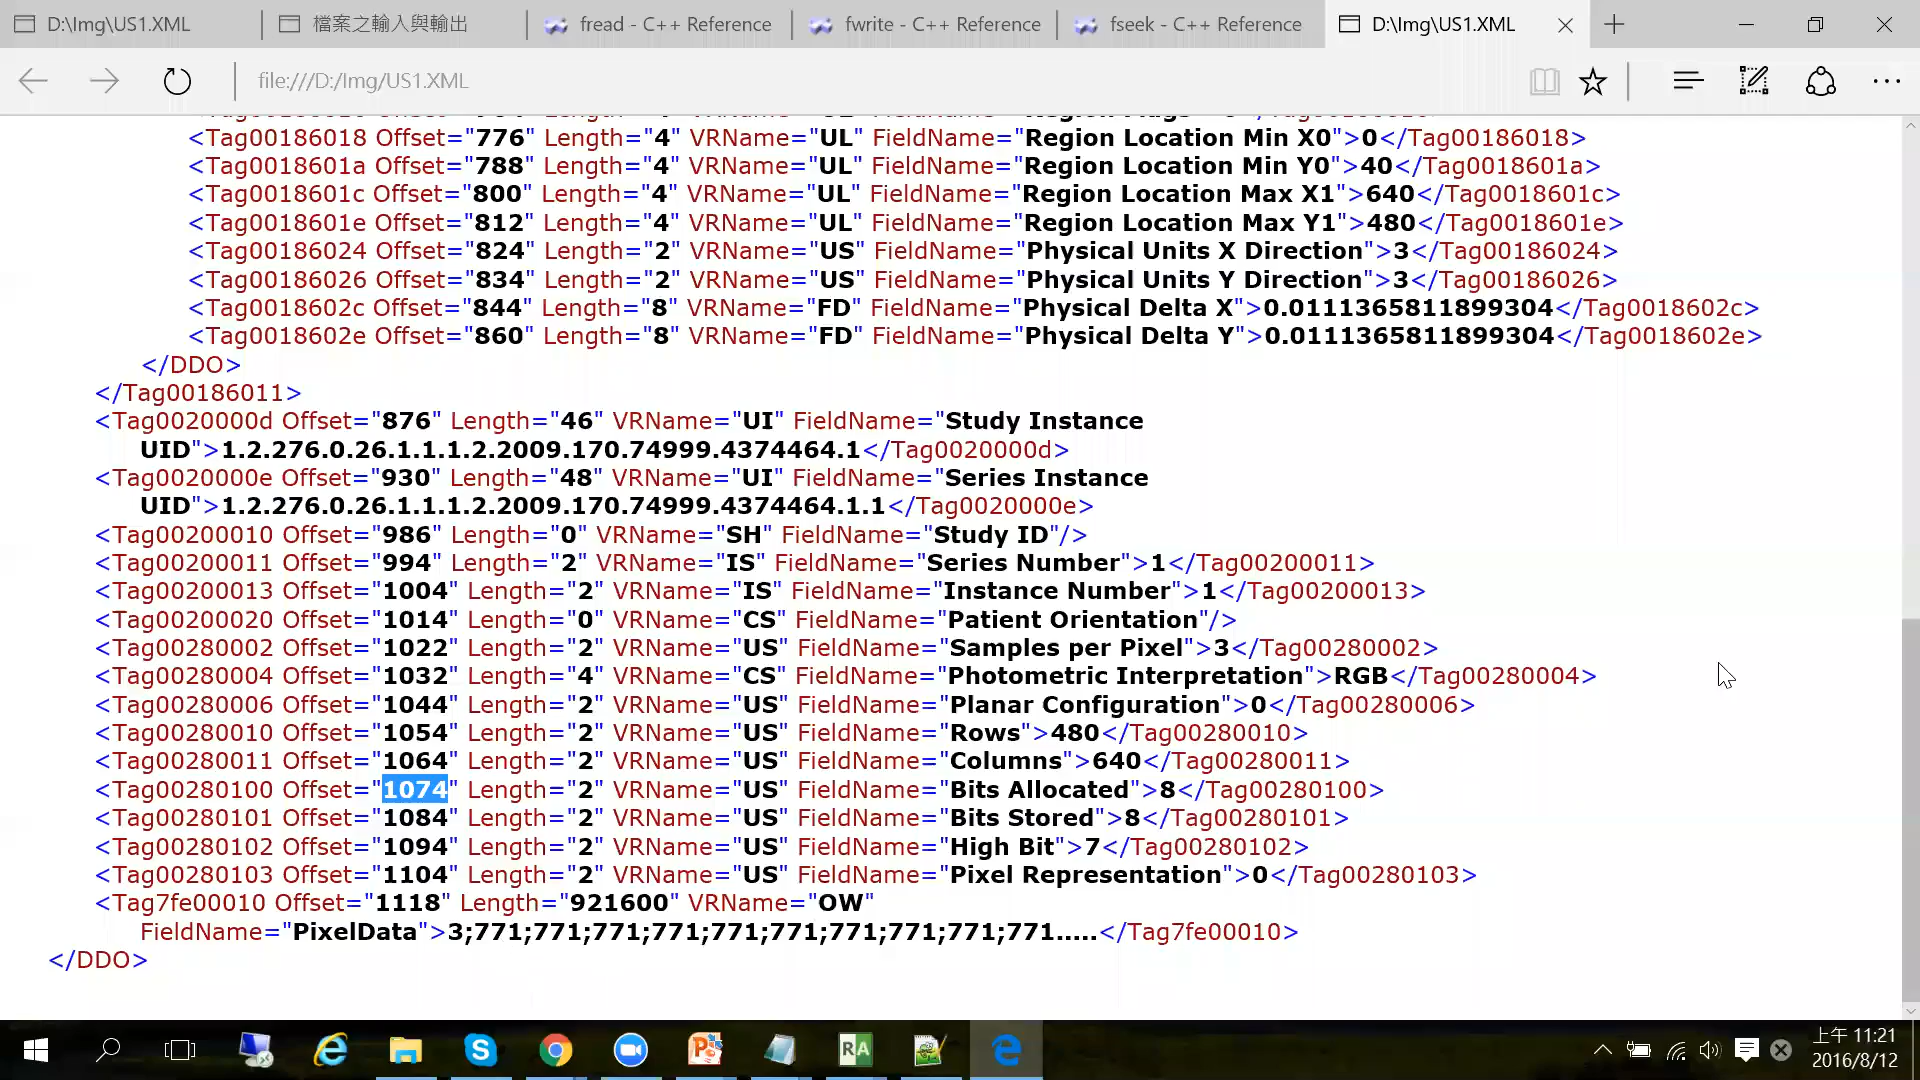 D:\Img\US1.XML
檔案之輸入與輸出
fread - C++ Reference
fwrite - C++ Reference
fseek - C++ Reference
D:\Img\US1.XML
file:///D:/Img/US1.XML
<Tag00186018 Offset="776" Length="4" VRName="UL" FieldName="Region Location Min X0">0</Tag00186018>
<Tag0018601a Offset="788" Length="4" VRName="UL" FieldName="Region Location Min Y0">40</Tag0018601a>
<Tag0018601c Offset="800" Length="4" VRName="UL" FieldName="Region Location Max X1">640</Tag0018601c>
<Tag0018601e Offset="812" Length="4" VRName="UL" FieldName="Region Location Max Y1">480</Tag0018601e>
<Tag00186024 Offset="824" Length="2" VRName="US" FieldName="Physical Units X Direction">3</Tag00186024>
<Tag00186026 Offset="834" Length="2" VRName="US" FieldName="Physical Units Y Direction">3</Tag00186026>
<Tag0018602c Offset="844" Length="8" VRName="FD" FieldName="Physical Delta X">0.0111365811899304</Tag0018602c>
<Tag0018602e Offset="860" Length="8" VRName="FD" FieldName="Physical Delta Y">0.0111365811899304</Tag0018602e>
</DDO>
</Tag00186011>
<Tag0020000d Offset="876" Length="46" VRName="UI" FieldName="Study Instance
UID">1.2.276.0.26.1.1.1.2.2009.170.74999.4374464.1</Tag0020000d>
<Tag0020000e Offset="930" Length="48" VRName="UI" FieldName="Series Instance
UID">1.2.276.0.26.1.1.1.2.2009.170.74999.4374464.1.1</Tag0020000e>
<Tag00200010 Offset="986" Length="0" VRName="SH" FieldName="Study ID"/>
<Tag00200011 Offset="994" Length="2" VRName="IS" FieldName="Series Number">1</Tag00200011>
<Tag00200013 Offset="1004" Length="2" VRName="IS" FieldName="Instance Number">1</Tag00200013>
<Tag00200020 Offset="1014" Length="0" VRName="CS" FieldName="Patient Orientation"/>
<Tag00280002 Offset="1022" Length="2" VRName="US" FieldName="Samples per Pixel">3</Tag00280002>
<Tag00280004 Offset="1032" Length="4" VRName="CS" FieldName="Photometric Interpretation">RGB</Tag00280004>
<Tag00280006 Offset="1044" Length="2" VRName="US" FieldName="Planar Configuration">0</Tag00280006>
<Tag00280010 Offset="1054" Length="2" VRName="US" FieldName="Rows">480</Tag00280010>
<Tag00280011 Offset="1064" Length="2" VRName="US" FieldName="Columns">640</Tag00280011>
<Tag00280100 Offset="1074" Length="2" VRName="US" FieldName="Bits Allocated">8</Tag00280100>
<Tag00280101 Offset="1084" Length="2" VRName="US" FieldName="Bits Stored">8</Tag00280101>
<Tag00280102 Offset="1094" Length="2" VRName="US" FieldName="High Bit">7</Tag00280102>
<Tag00280103 Offset="1104" Length="2" VRName="US" FieldName="Pixel Representation">0</Tag00280103>
<Tag7fe00010 Offset="1118" Length="921600" VRName="OW"
FieldName="PixelData">3;771;771;771;771;771;771;771;771;771;771.....</Tag7fe00010>
</DDO>
上午 11:21
2016/8/12